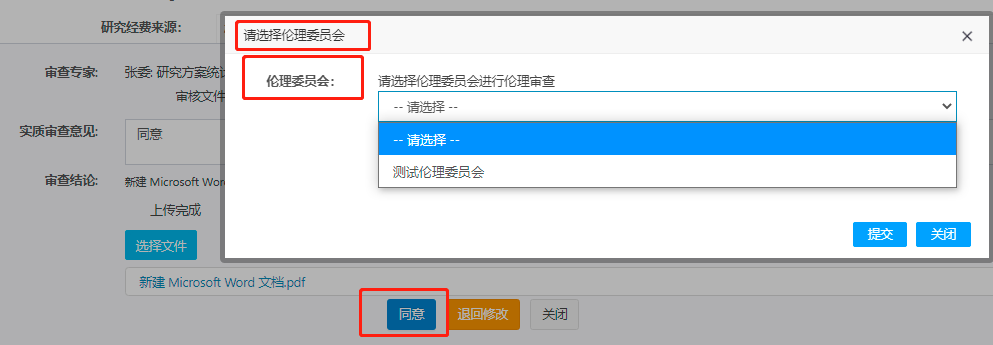 研究经费来源：
请选择伦理委员会
审查专家： 张委: 研究方案统
审核文件
伦理委员会： 请选择伦理委员会进行伦理审查
-- 请选择 --
实质审查意见： 同意
-- 请选择 --
测试伦理委员会
审查结论： 新建 Microsoft Wor
上传完成
提交 关闭
选择文件
新建 Microsoft Word 文档.pdf
同意 退回修改 关闭